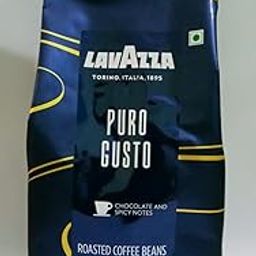 LAVAZZA
TORINO, ITALIA, 1895
PURO
GUSTO
CHOCOLATE AND
SPICY NOTES
ROASTED COFFEE BEANS